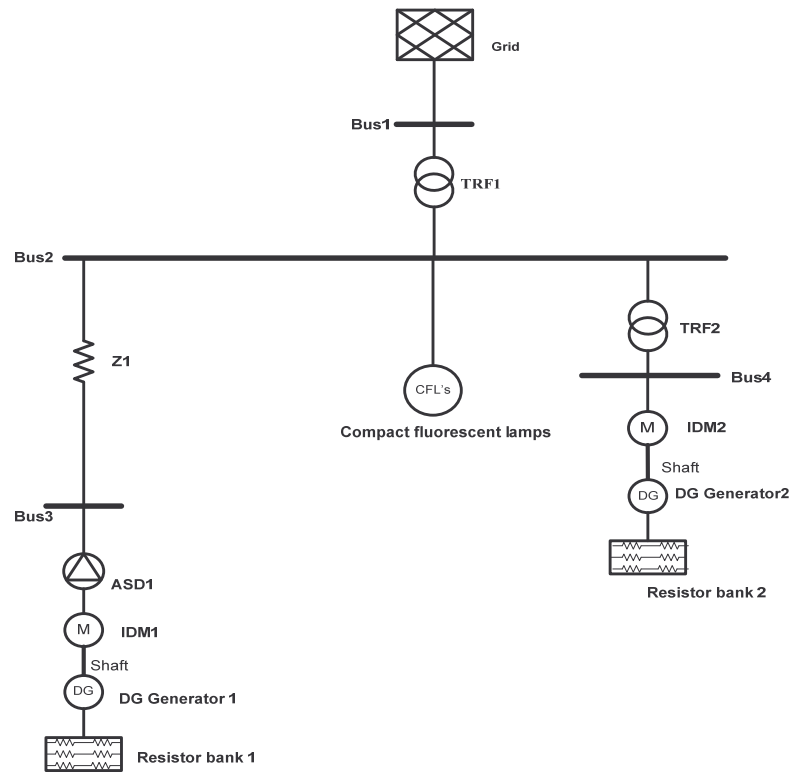 Grid
Bus1
TRF1
Bus2
TRF2
Z1
Bus4
CFL's
Compact fluorescent lamps
M
IDM2
Shaft
DG
DG Generator2
Bus3
ASD1
Resistor bank 2
M
IDM1
Shaft
DG
DG Generator 1
Resistor bank 1